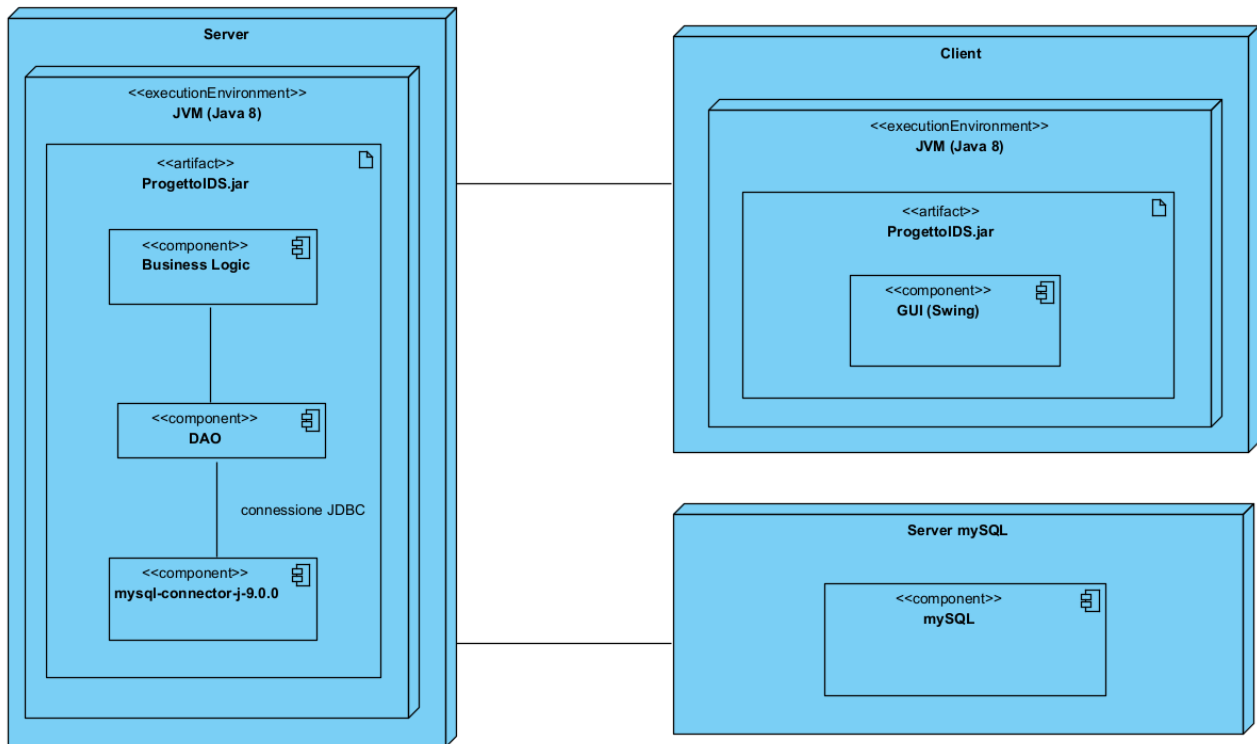 Server
<<executionEnvironment>>
JVM (Java 8)
<<artifact>>
ProgettoIDS.jar
<<component>>
Business Logic
<<component>>
DAO
connessione JDBC
<<component>>
mysql-connector-j-9.0.0
Client
<<executionEnvironment>>
JVM (Java 8)
<<artifact>>
ProgettoIDS.jar
<<component>>
GUI (Swing)
Server mySQL
<<component>>
mySQL